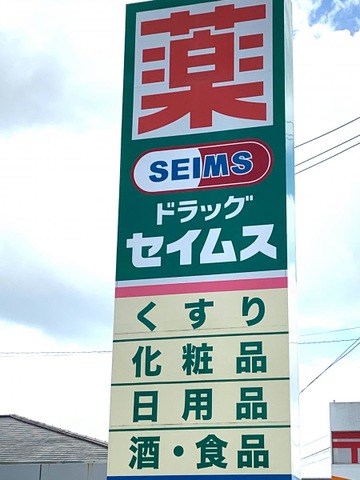 薬
SEIMS
ドラッグ
セイムス
くすり
化粧品
日用品
酒・食品